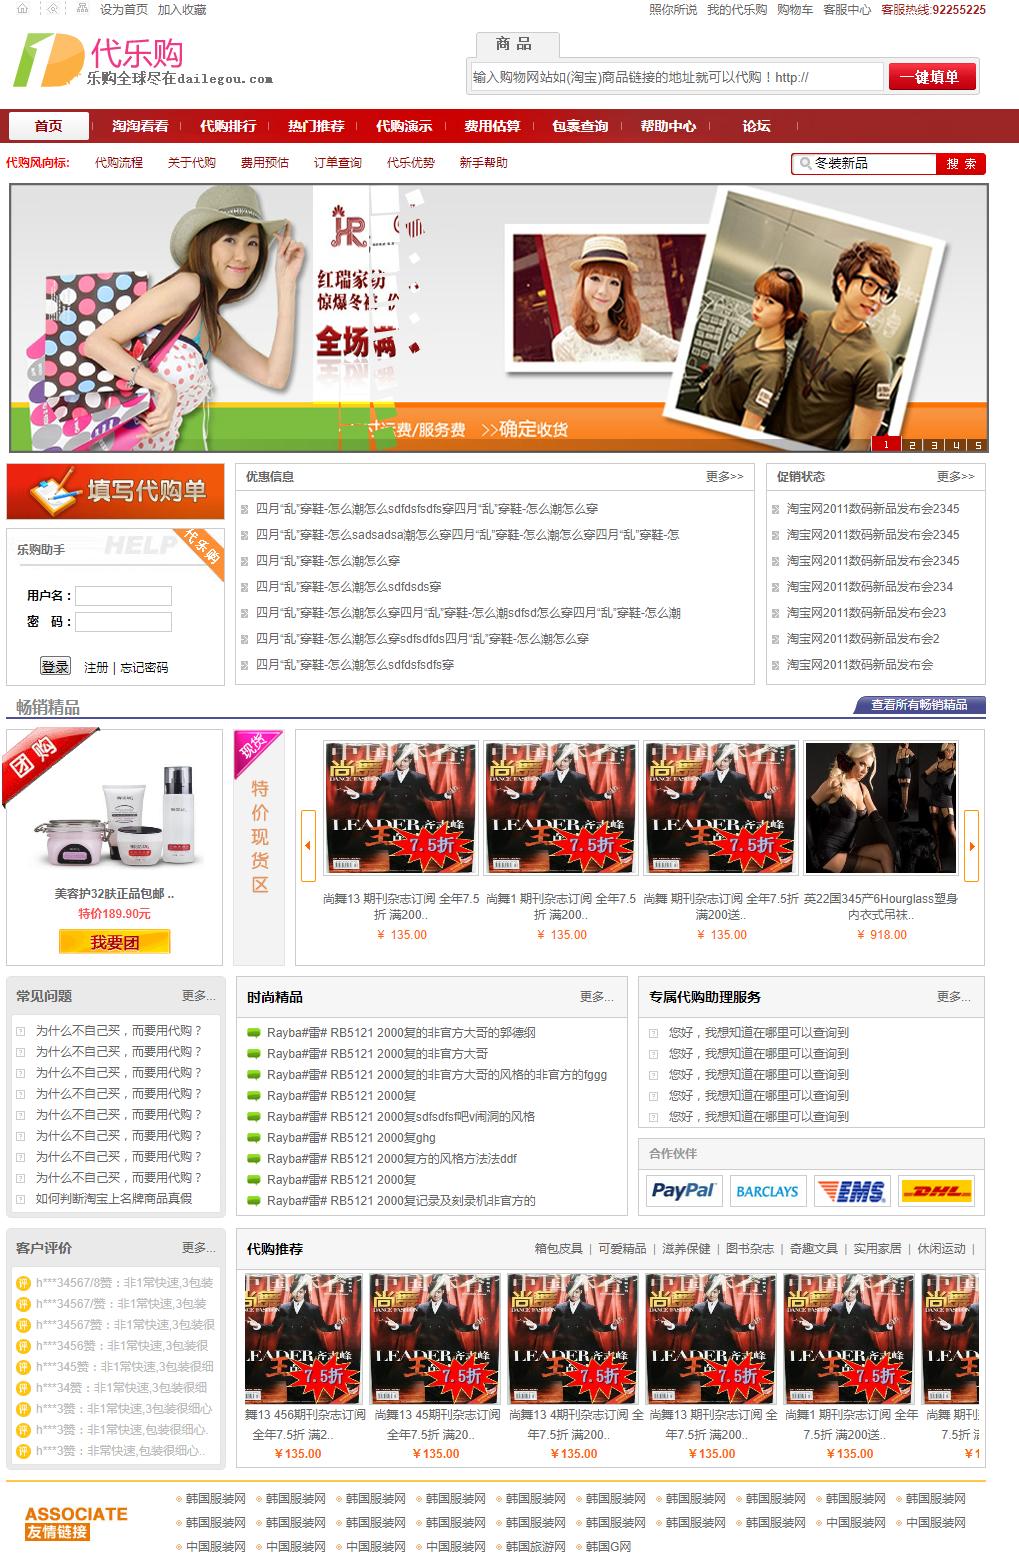 设为首页 加入收藏
照你所说 我的代乐购 购物车 客服中心 客服热线:92255225
代乐购
乐购全球尽在dailegou.com
商 品
输入购物网站如(淘宝)商品链接的地址就可以代购！http://
一键填单
首页 淘淘看看 代购排行 热门推荐 代购演示 费用估算 包裹查询 帮助中心 论坛
代购风向标: 代购流程 关于代购 费用预估 订单查询 代乐优势 新手帮助
冬装新品 搜 索
HR
红瑞家纺
惊爆冬
全场满
费/服务费 >>确定收货
1 2 3 4 5
填写代购单
乐购助手 HELP 代乐购
用户名：
密 码：
登录 注册 | 忘记密码
优惠信息 更多>>
四月“乱”穿鞋-怎么潮怎么sdfdsfsdfs穿四月“乱”穿鞋-怎么潮怎么穿
四月“乱”穿鞋-怎么sadsadsa潮怎么穿四月“乱”穿鞋-怎么潮怎么穿四月“乱”穿鞋-怎
四月“乱”穿鞋-怎么潮怎么穿
四月“乱”穿鞋-怎么潮怎么sdfdsds穿
四月“乱”穿鞋-怎么潮怎么穿四月“乱”穿鞋-怎么潮sdfsd怎么穿四月“乱”穿鞋-怎么潮
四月“乱”穿鞋-怎么潮怎么穿sdfsdfds四月“乱”穿鞋-怎么潮怎么穿
四月“乱”穿鞋-怎么潮怎么sdfdsfsdfs穿
促销状态 更多>>
淘宝网2011数码新品发布会2345
淘宝网2011数码新品发布会2345
淘宝网2011数码新品发布会2345
淘宝网2011数码新品发布会234
淘宝网2011数码新品发布会23
淘宝网2011数码新品发布会2
淘宝网2011数码新品发布会
畅销精品 查看所有畅销精品
团购
美容护32肤正品包邮 ..
特价189.90元
我要团
现货
特价现货区
尚舞 DANCE FASHION LEADER 7.5折
尚舞 DANCE FASHION LEADER 7.5折
尚舞 DANCE FASHION LEADER 7.5折
尚舞13 期刊杂志订阅 全年7.5折 满200..
￥ 135.00
尚舞1 期刊杂志订阅 全年7.5折 满200..
￥ 135.00
尚舞 期刊杂志订阅 全年7.5折 满200送..
￥ 135.00
英22国345产6Hourglass塑身内衣式吊袜..
￥ 918.00
常见问题 更多...
为什么不自己买，而要用代购？
为什么不自己买，而要用代购？
为什么不自己买，而要用代购？
为什么不自己买，而要用代购？
为什么不自己买，而要用代购？
为什么不自己买，而要用代购？
为什么不自己买，而要用代购？
为什么不自己买，而要用代购？
如何判断淘宝上名牌商品真假
时尚精品 更多...
Rayba#雷# RB5121 2000复的非官方大哥的郭德纲
Rayba#雷# RB5121 2000复的非官方大哥
Rayba#雷# RB5121 2000复的非官方大哥的风格的非官方的fggg
Rayba#雷# RB5121 2000复
Rayba#雷# RB5121 2000复sdfsdfsf吧v闹洞的风格
Rayba#雷# RB5121 2000复ghg
Rayba#雷# RB5121 2000复方的风格方法法ddf
Rayba#雷# RB5121 2000复
Rayba#雷# RB5121 2000复记录及刻录机非官方的
专属代购助理服务 更多...
您好，我想知道在哪里可以查询到
您好，我想知道在哪里可以查询到
您好，我想知道在哪里可以查询到
您好，我想知道在哪里可以查询到
您好，我想知道在哪里可以查询到
合作伙伴
PayPal BARCLAYS EMS DHL
客户评价 更多...
h***34567/8赞：非1常快速,3包装
h***34567/赞：非1常快速,3包装
h***34567赞：非1常快速,3包装很
h***3456赞：非1常快速,3包装很
h***345赞：非1常快速,3包装很细
h***34赞：非1常快速,3包装很细
h***3赞：非1常快速,3包装很细心
h***3赞：非1常快速,包装很细心.
h***3赞：非常快速,包装很细心..
代购推荐 箱包皮具 | 可爱精品 | 滋养保健 | 图书杂志 | 奇趣文具 | 实用家居 | 休闲运动 |
舞13 456期刊杂志订阅
全年7.5折 满2..
￥135.00
尚舞13 45期刊杂志订阅
全年7.5折 满20..
￥135.00
尚舞13 4期刊杂志订阅 全
年7.5折 满200..
￥135.00
尚舞13 期刊杂志订阅 全
年7.5折 满200..
￥135.00
尚舞1 期刊杂志订阅 全年
7.5折 满200送..
￥135.00
尚舞 期刊
7.5折
￥1
ASSOCIATE
友情链接
韩国服装网 韩国服装网 韩国服装网 韩国服装网 韩国服装网 韩国服装网 韩国服装网 韩国服装网 韩国服装网 韩国服装网
韩国服装网 韩国服装网 韩国服装网 韩国服装网 韩国服装网 韩国服装网 韩国服装网 韩国服装网 中国服装网 中国服装网
中国服装网 中国服装网 中国服装网 中国服装网 韩国旅游网 韩国G网